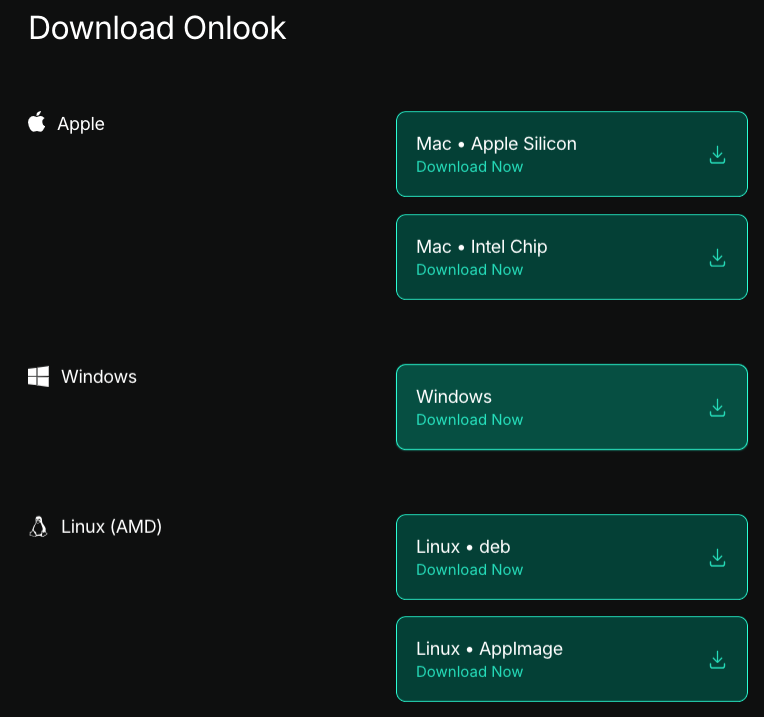 Download Onlook
Apple
Mac • Apple Silicon
Download Now
Mac • Intel Chip
Download Now
Windows
Windows
Download Now
Linux (AMD)
Linux • deb
Download Now
Linux • AppImage
Download Now